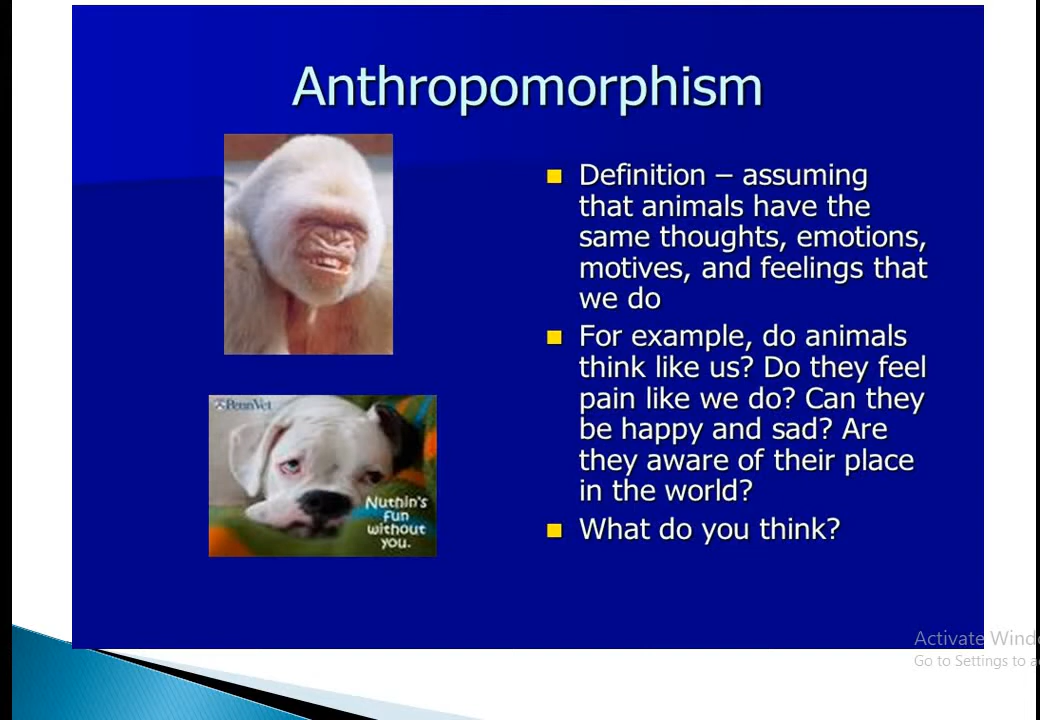 Anthropomorphism
Definition – assuming
that animals have the
same thoughts, emotions,
motives, and feelings that
we do
For example, do animals
think like us? Do they feel
pain like we do? Can they
be happy and sad? Are
they aware of their place
in the world?
What do you think?
PennVet
Nuthin's
fun
without
you.
Activate Wind
Go to Settings to a